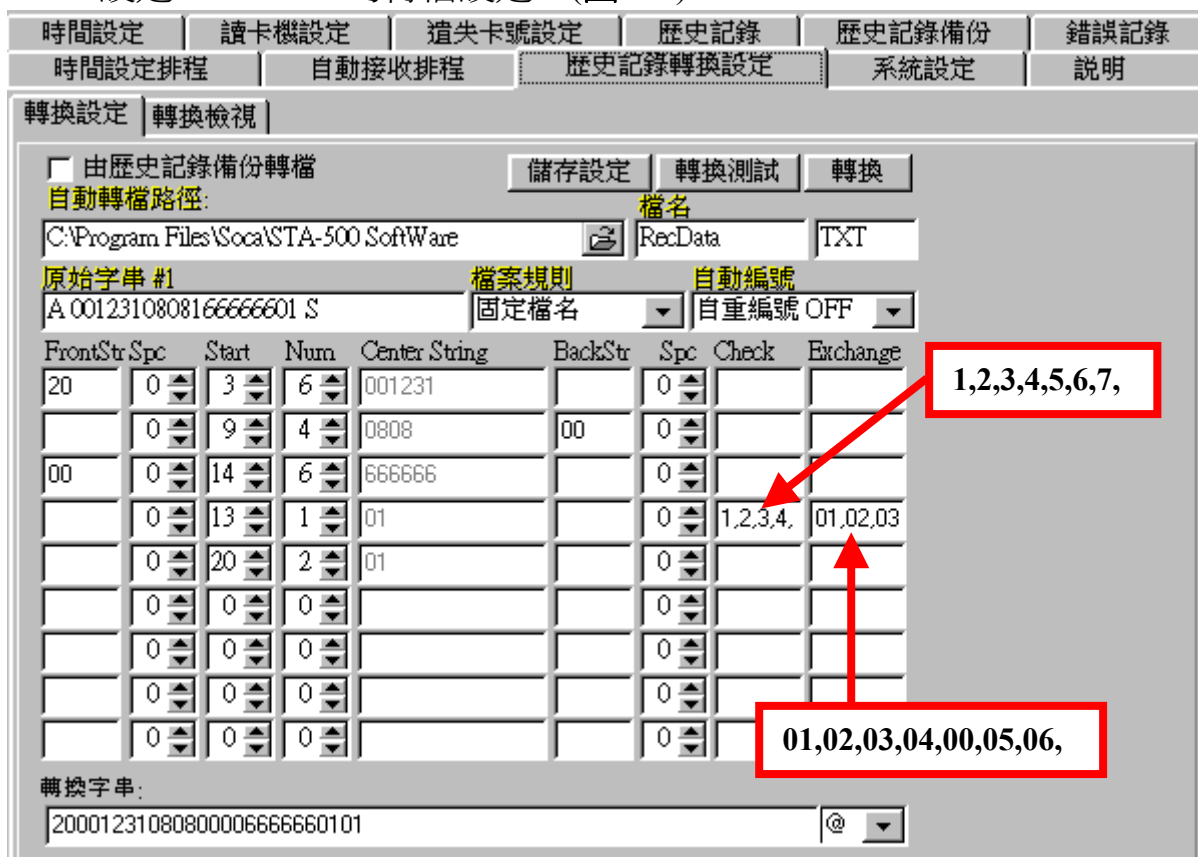 時間設定 讀卡機設定 遺失卡號設定 歷史記錄 歷史記錄備份 錯誤記錄
時間設定排程 自動接收排程 歷史記錄轉換設定 系統設定 説明
轉換設定 轉換檢視
由歷史記錄備份轉檔 儲存設定 轉換測試 轉換
自動轉檔路徑: 檔名
C:\Program Files\Soca\STA-500 SoftWare RecData TXT
原始字串 #1 檔案規則 自動編號
A 0012310808166666601 S 固定檔名 自重編號 OFF
FrontStr Spc Start Num Center String BackStr Spc Check Exchange
20 0 3 6 001231 0
1,2,3,4,5,6,7,
0 9 4 0808 00 0
00 0 14 6 666666 0
0 13 1 01 0 1,2,3,4, 01,02,03
0 20 2 01 0
0 0 0 0
0 0 0 0
0 0 0 0
0 0 0 0
01,02,03,04,00,05,06,
轉換字串:
20001231080800006666660101 @